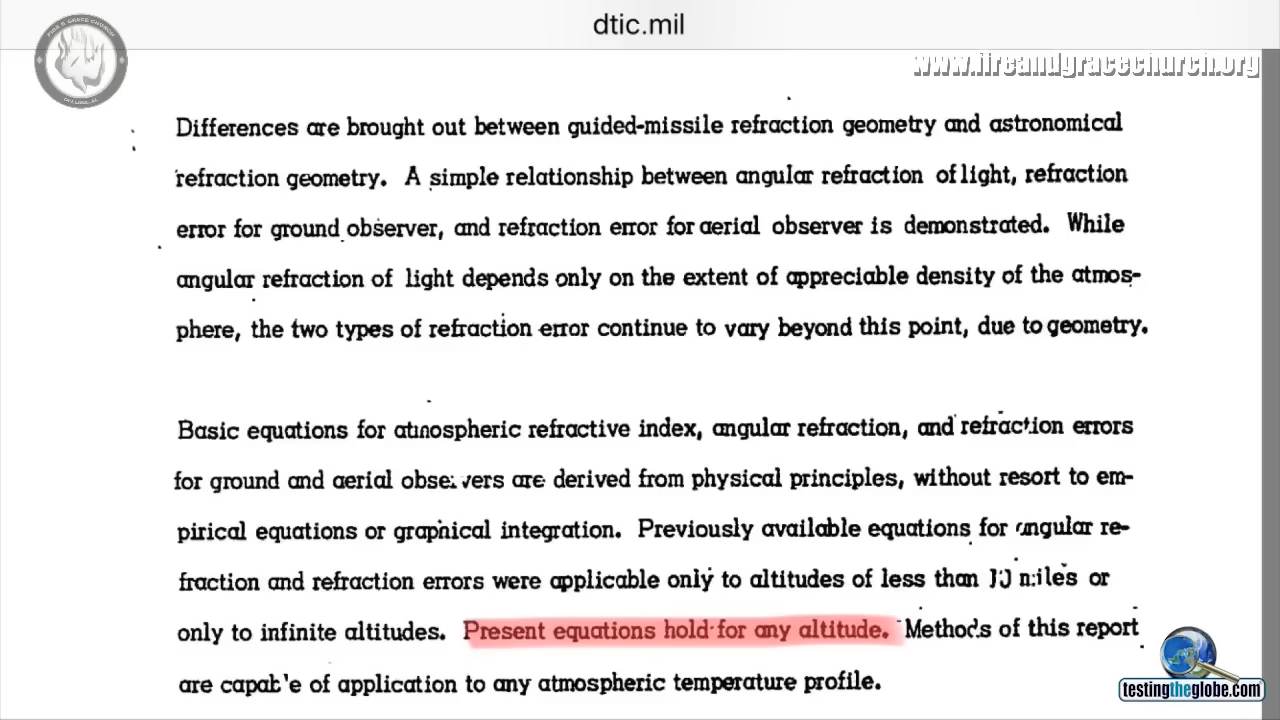 dtic.mil
FIRE & GRACE CHURCH
www.fireandgracechurch.org
Differences are brought out between guided-missile refraction geometry and astronomical
refraction geometry. A simple relationship between angular refraction of light, refraction
error for ground observer, and refraction error for aerial observer is demonstrated. While
angular refraction of light depends only on the extent of appreciable density of the atmos-
phere, the two types of refraction error continue to vary beyond this point, due to geometry.
Basic equations for atmospheric refractive index, angular refraction, and refraction errors
for ground and aerial observers are derived from physical principles, without resort to em-
pirical equations or graphical integration. Previously available equations for angular re-
fraction and refraction errors were applicable only to altitudes of less than 10 miles or
only to infinite altitudes. Present equations hold for any altitude. Methods of this report
are capable of application to any atmospheric temperature profile.
testingtheglobe.com